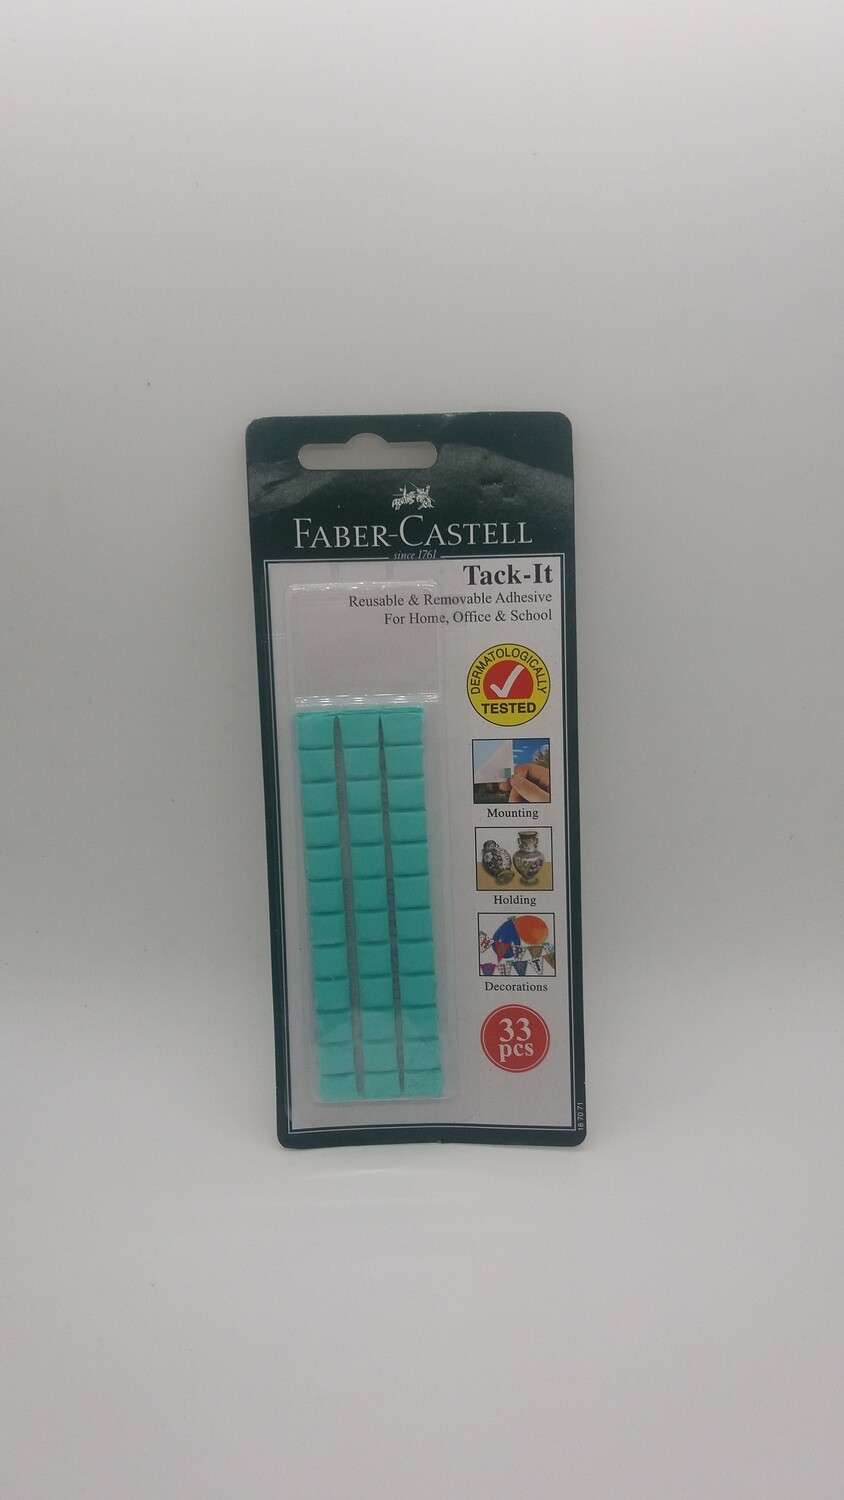 FABER-CASTELL
since 1761
Tack-It
Reusable & Removable Adhesive
For Home, Office & School
DERMATOLOGICALLY
TESTED
Mounting
Holding
Decorations
33
pcs
18 70 71